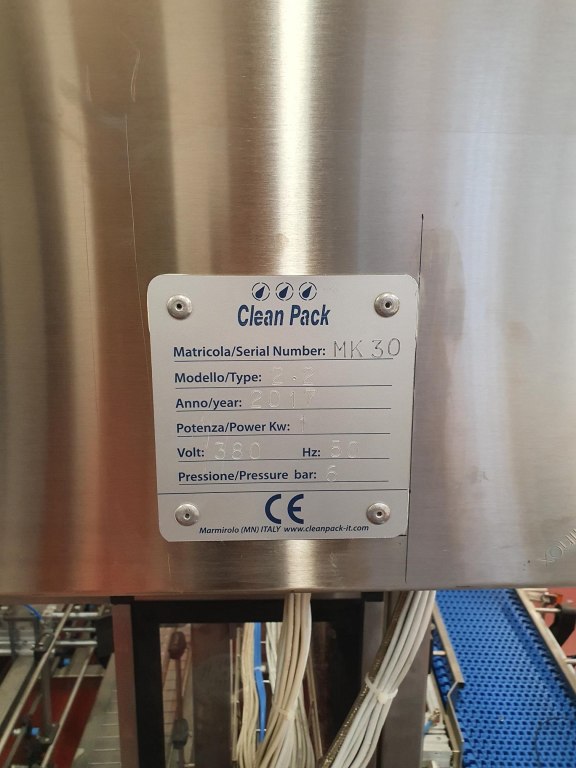 Clean Pack
Matricola/Serial Number: MK 30
Modello/Type: 2.2
Anno/year: 2017
Potenza/Power Kw: 1
Volt: 380 Hz: 50
Pressione/Pressure bar: 6
CE
Marmirolo (MN) ITALY www.cleanpack-it.com